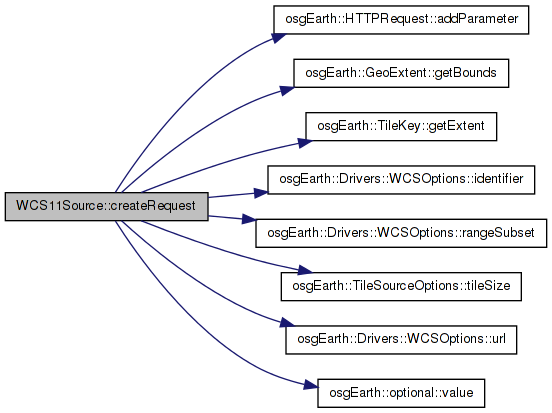 osgEarth::HTTPRequest::addParameter
osgEarth::GeoExtent::getBounds
osgEarth::TileKey::getExtent
osgEarth::Drivers::WCSOptions::identifier
WCS11Source::createRequest
osgEarth::Drivers::WCSOptions::rangeSubset
osgEarth::TileSourceOptions::tileSize
osgEarth::Drivers::WCSOptions::url
osgEarth::optional::value